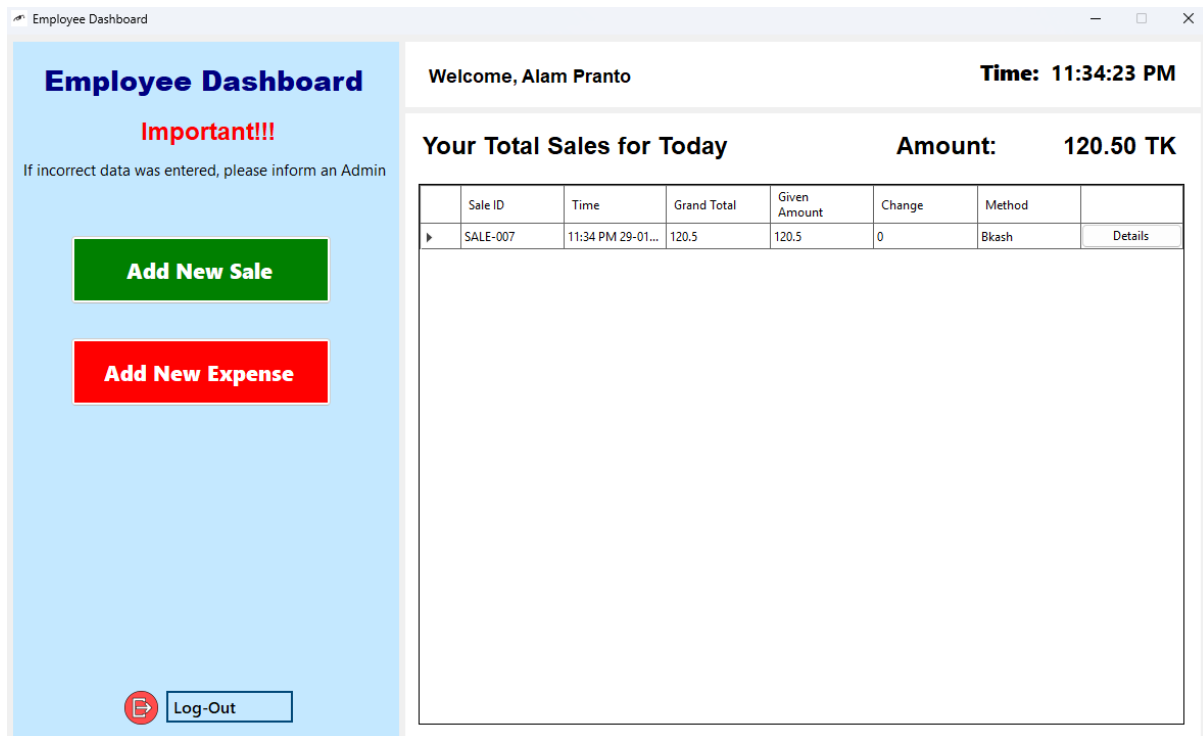 Employee Dashboard
Employee Dashboard
Important!!!
If incorrect data was entered, please inform an Admin
Add New Sale
Add New Expense
Log-Out
Welcome, Alam Pranto
Time: 11:34:23 PM
Your Total Sales for Today
Amount: 120.50 TK
Sale ID Time Grand Total Given Amount Change Method
SALE-007 11:34 PM 29-01... 120.5 120.5 0 Bkash Details